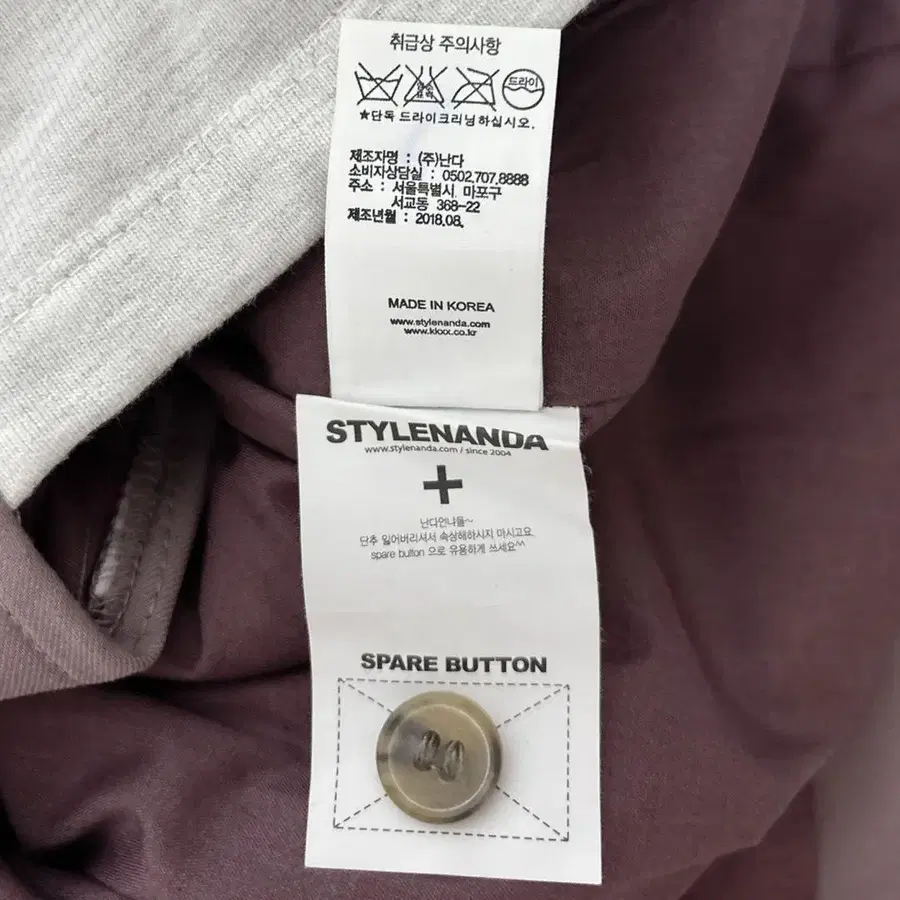 취급상 주의사항
드라이
★단독 드라이크리닝하십시오.
제조자명 : (주)난다
소비자상담실 : 0502.707.8888
주소 : 서울특별시. 마포구
서교동 368-22
제조년월 : 2018.08.
MADE IN KOREA
www.stylenanda.com
www.kkxx.co.kr
STYLENANDA
www.stylenanda.com / since 2004
+
난다언냐들~
단추 잃어버리셔서 속상해하시지 마시고요
spare button 으로 유용하게 쓰세요^^
SPARE BUTTON